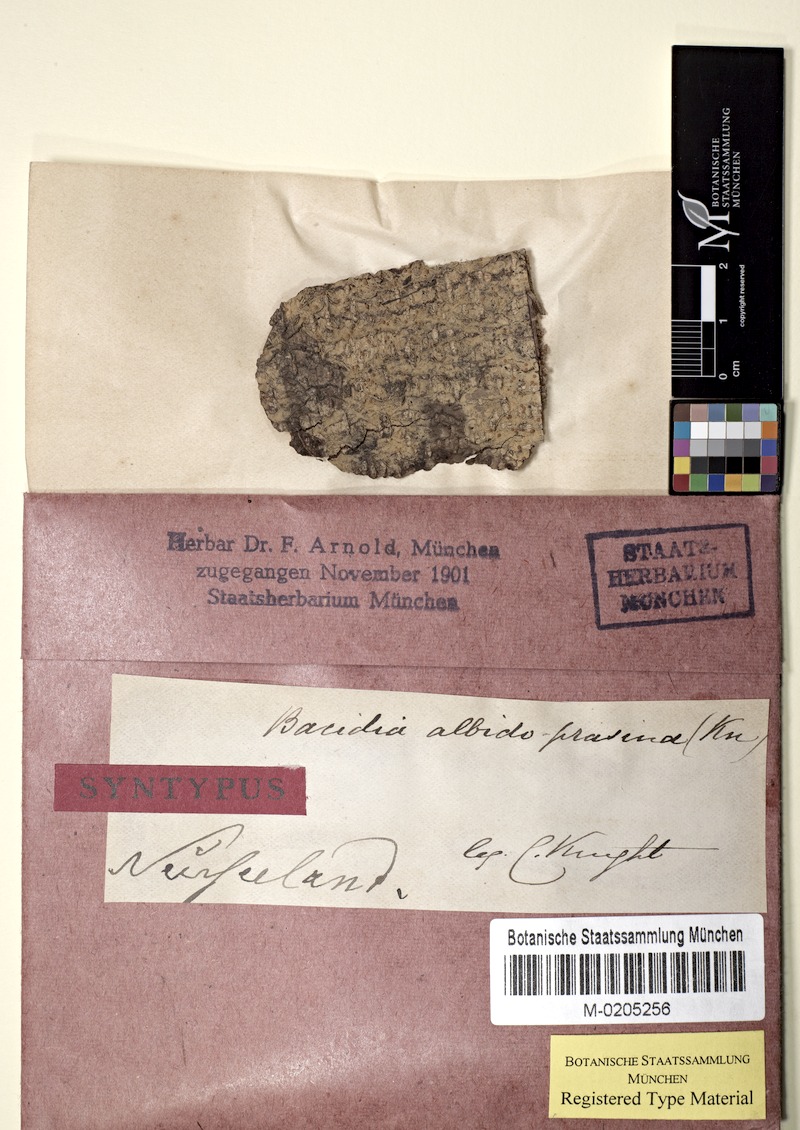 BOTANISCHE
STAATSSAMMLUNG
MÜNCHEN
M
copyright reserved
0 1 2
cm
Herbar Dr. F. Arnold, München
zugegangen November 1901
Staatsherbarium München
STAATS-
HERBARIUM
MÜNCHEN
Bacidia albido-prasina (Kn)
SYNTYPUS
leg. C. Knight
Neuseeland.
Botanische Staatssammlung München
M-0205256
BOTANISCHE STAATSSAMMLUNG
MÜNCHEN
Registered Type Material